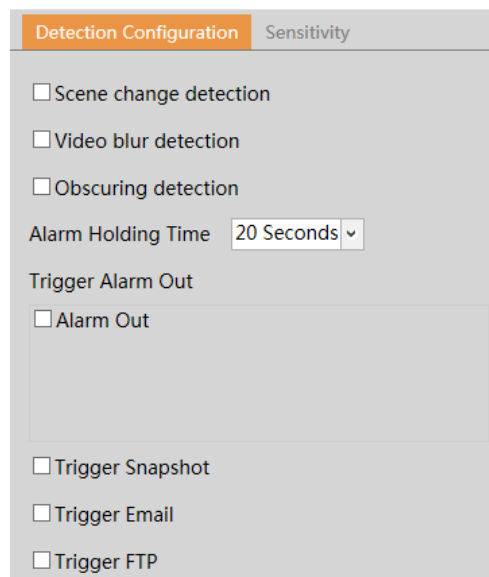 Detection Configuration Sensitivity
Scene change detection
Video blur detection
Obscuring detection
Alarm Holding Time 20 Seconds
Trigger Alarm Out
Alarm Out
Trigger Snapshot
Trigger Email
Trigger FTP